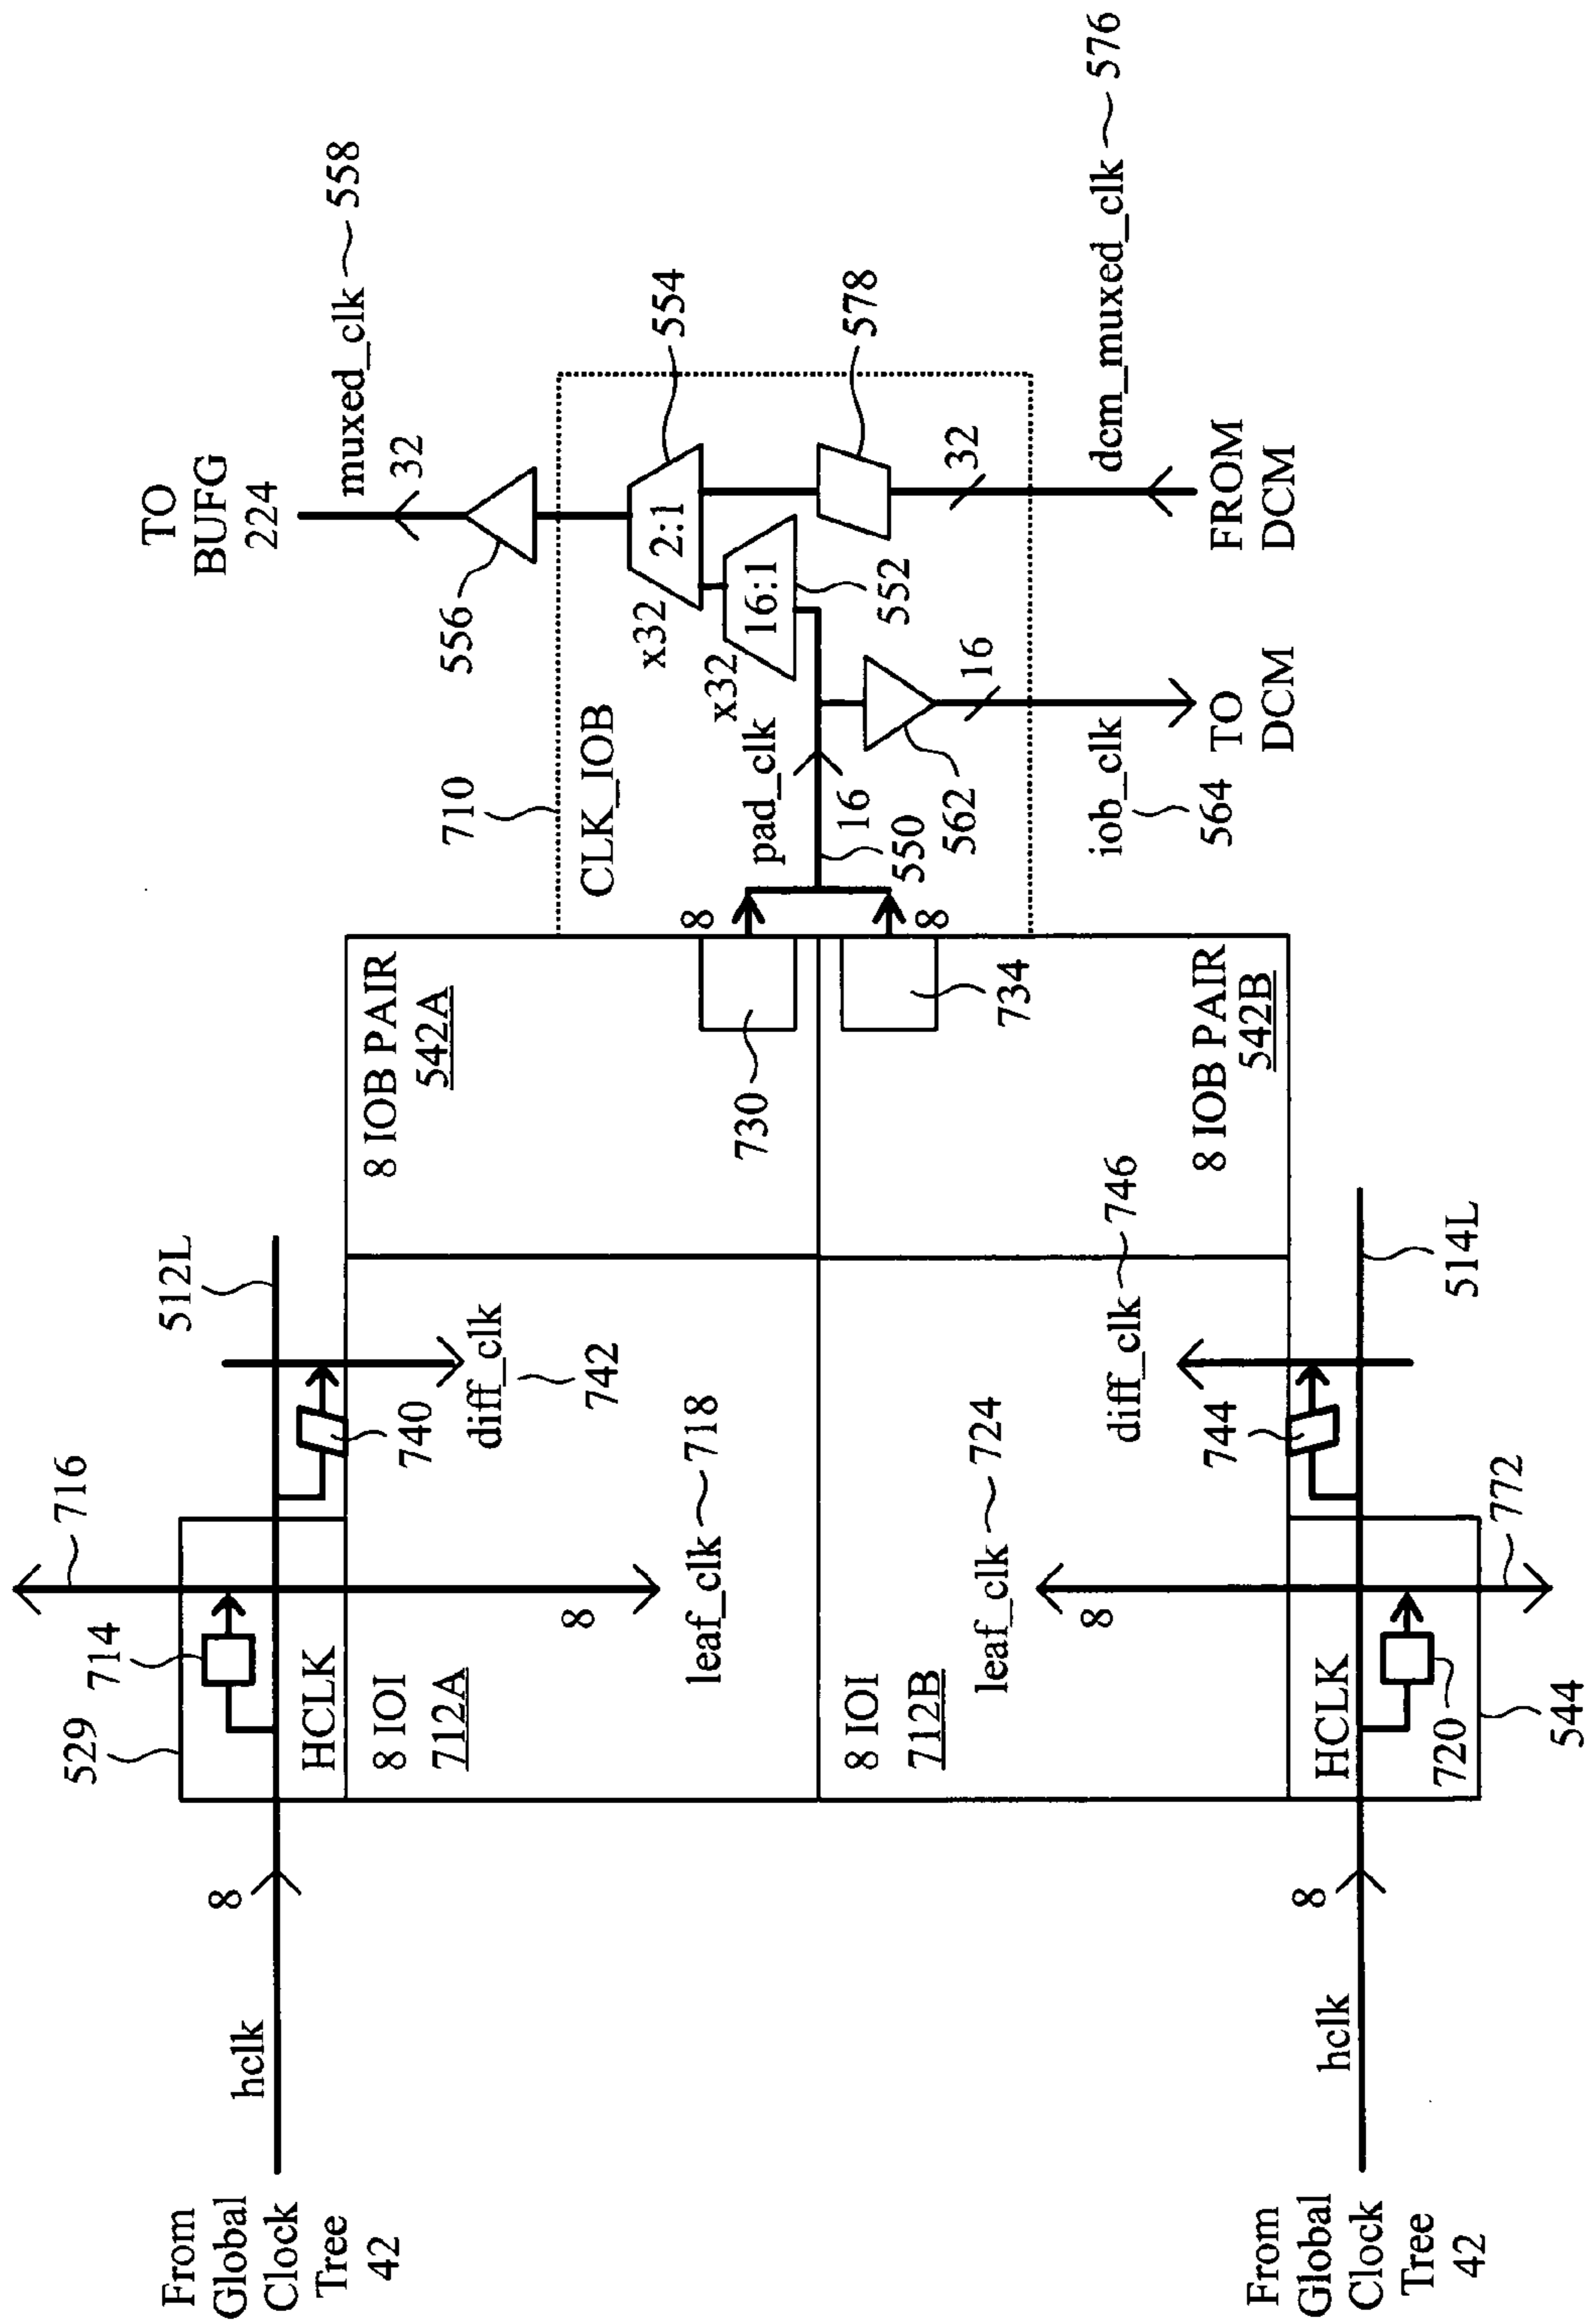 TO
BUFG
224
muxed_clk 558
32
556
554
2:1
x32
16:1
x32
552
578
32
dcm_muxed_clk 576
FROM
DCM
710
CLK_IOB
pad_clk
16
550
562
16
iob_clk
564
TO
DCM
8
8
730
734
8 IOB PAIR
542A
8 IOB PAIR
542B
512L
716
714
529
HCLK
740
diff_clk
742
8
leaf_clk 718
8 IOI
712A
8 IOI
712B
leaf_clk 724
8
diff_clk 746
744
514L
772
HCLK
720
544
8
hclk
From
Global
Clock
Tree
42
8
hclk
From
Global
Clock
Tree
42